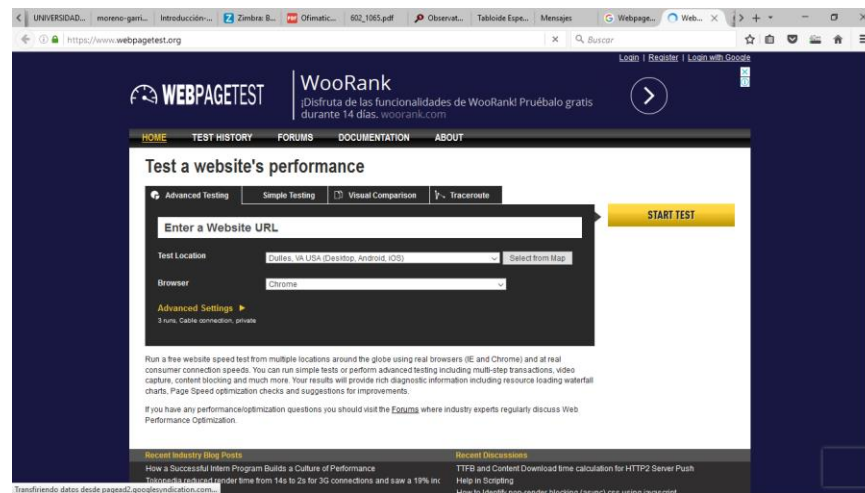 UNIVERSIDAD... moreno-garri... Introducción-... Zimbra: B... Ofimatic... 602_1065.pdf Observat... Tabloide Espe... Mensajes Webpage... Web...
https://www.webpagetest.org
Buscar
Login | Register | Login with Google
WEBPAGETEST
WooRank
¡Disfruta de las funcionalidades de WooRank! Pruébalo gratis
durante 14 días. woorank.com
HOME TEST HISTORY FORUMS DOCUMENTATION ABOUT
Test a website's performance
Advanced Testing Simple Testing Visual Comparison Traceroute
START TEST
Enter a Website URL
Test Location Dulles, VA USA (Desktop, Android, iOS) Select from Map
Browser Chrome
Advanced Settings
3 runs, Cable connection, private
Run a free website speed test from multiple locations around the globe using real browsers (IE and Chrome) and at real
consumer connection speeds. You can run simple tests or perform advanced testing including multi-step transactions, video
capture, content blocking and much more. Your results will provide rich diagnostic information including resource loading waterfall
charts, Page Speed optimization checks and suggestions for improvements.
If you have any performance/optimization questions you should visit the Forums where industry experts regularly discuss Web
Performance Optimization.
Recent Industry Blog Posts Recent Discussions
How a Successful Intern Program Builds a Culture of Performance TTFB and Content Download time calculation for HTTP2 Server Push
Tokopedia reduced render time from 14s to 2s for 3G connections and saw a 19% inc Help in Scripting
How to Identify non-render blocking (async) css using javascript
Transfiriendo datos desde pagead2.googlesyndication.com...